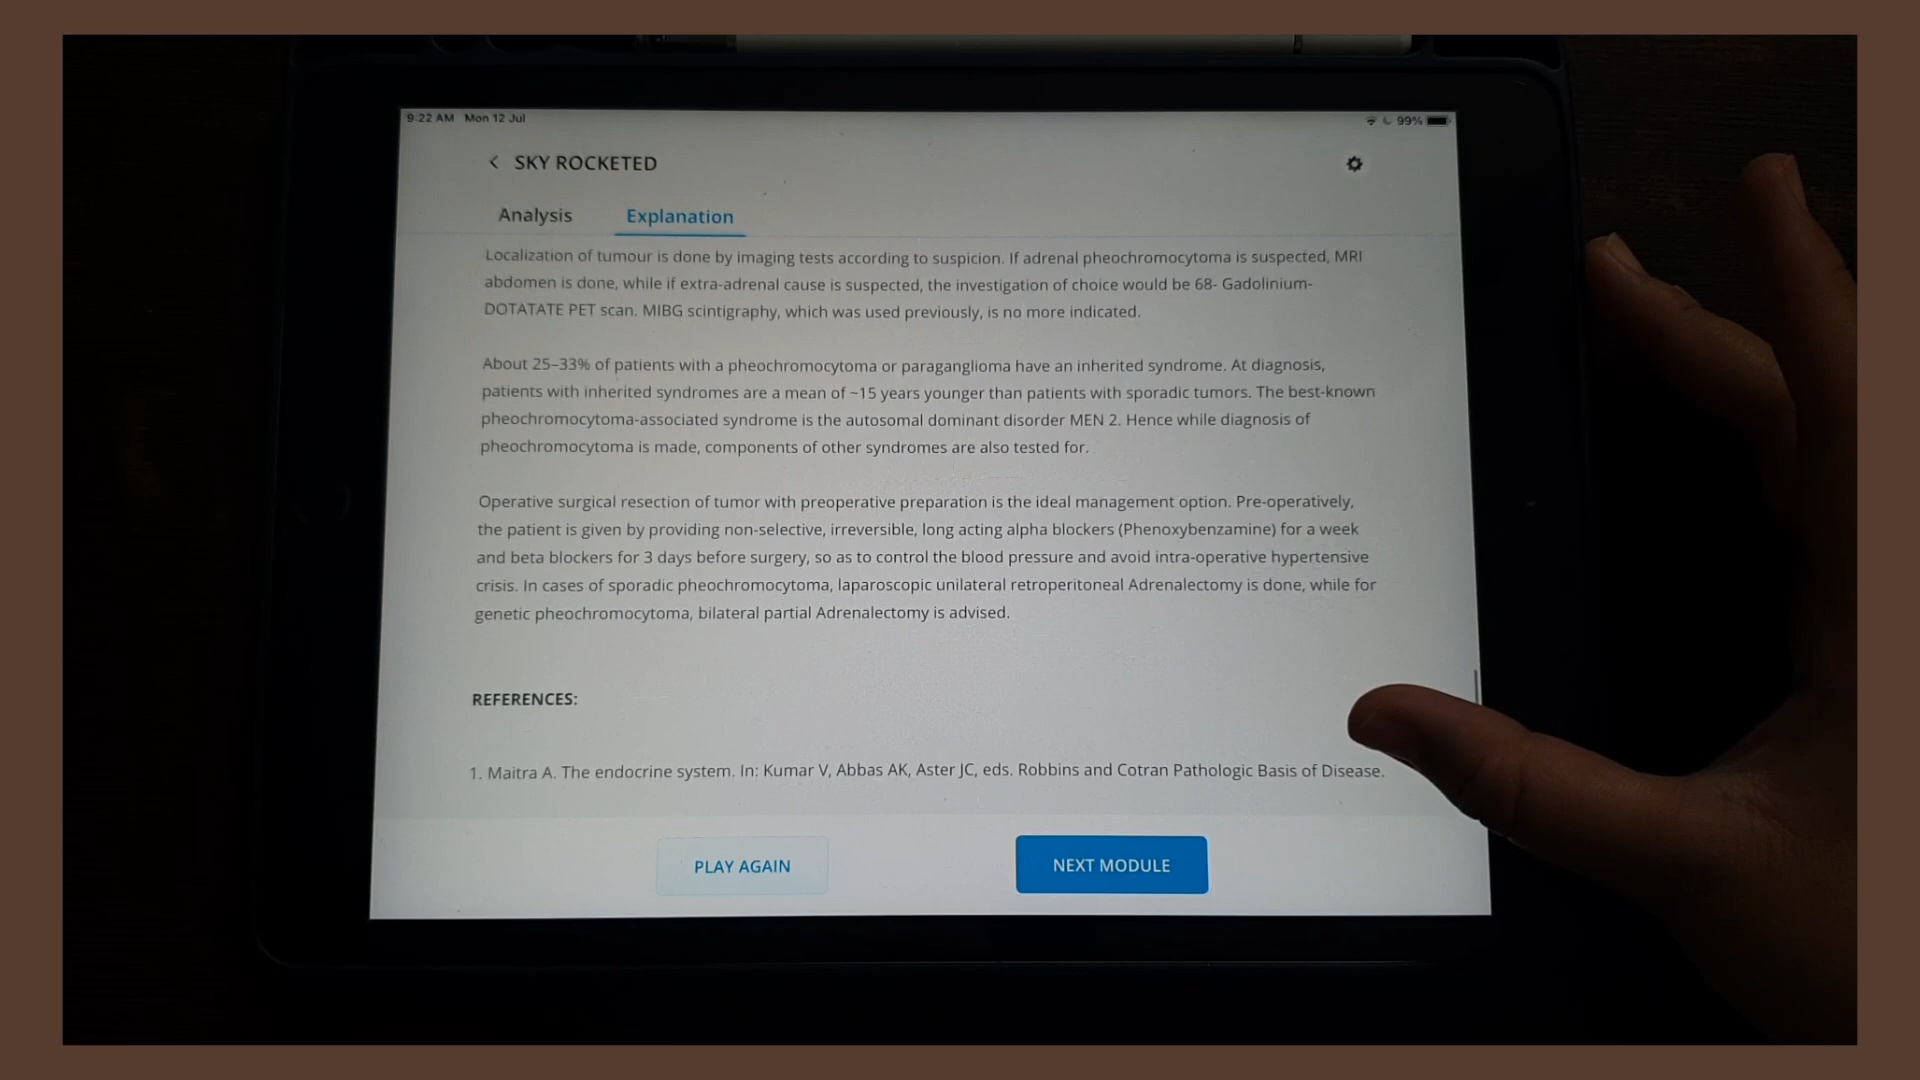 9:22 AM Mon 12 Jul
99%
SKY ROCKETED
Analysis Explanation
Localization of tumour is done by imaging tests according to suspicion. If adrenal pheochromocytoma is suspected, MRI
abdomen is done, while if extra-adrenal cause is suspected, the investigation of choice would be 68- Gadolinium-
DOTATATE PET scan. MIBG scintigraphy, which was used previously, is no more indicated.
About 25–33% of patients with a pheochromocytoma or paraganglioma have an inherited syndrome. At diagnosis,
patients with inherited syndromes are a mean of ~15 years younger than patients with sporadic tumors. The best-known
pheochromocytoma-associated syndrome is the autosomal dominant disorder MEN 2. Hence while diagnosis of
pheochromocytoma is made, components of other syndromes are also tested for.
Operative surgical resection of tumor with preoperative preparation is the ideal management option. Pre-operatively,
the patient is given by providing non-selective, irreversible, long acting alpha blockers (Phenoxybenzamine) for a week
and beta blockers for 3 days before surgery, so as to control the blood pressure and avoid intra-operative hypertensive
crisis. In cases of sporadic pheochromocytoma, laparoscopic unilateral retroperitoneal Adrenalectomy is done, while for
genetic pheochromocytoma, bilateral partial Adrenalectomy is advised.
REFERENCES:
1. Maitra A. The endocrine system. In: Kumar V, Abbas AK, Aster JC, eds. Robbins and Cotran Pathologic Basis of Disease.
PLAY AGAIN
NEXT MODULE